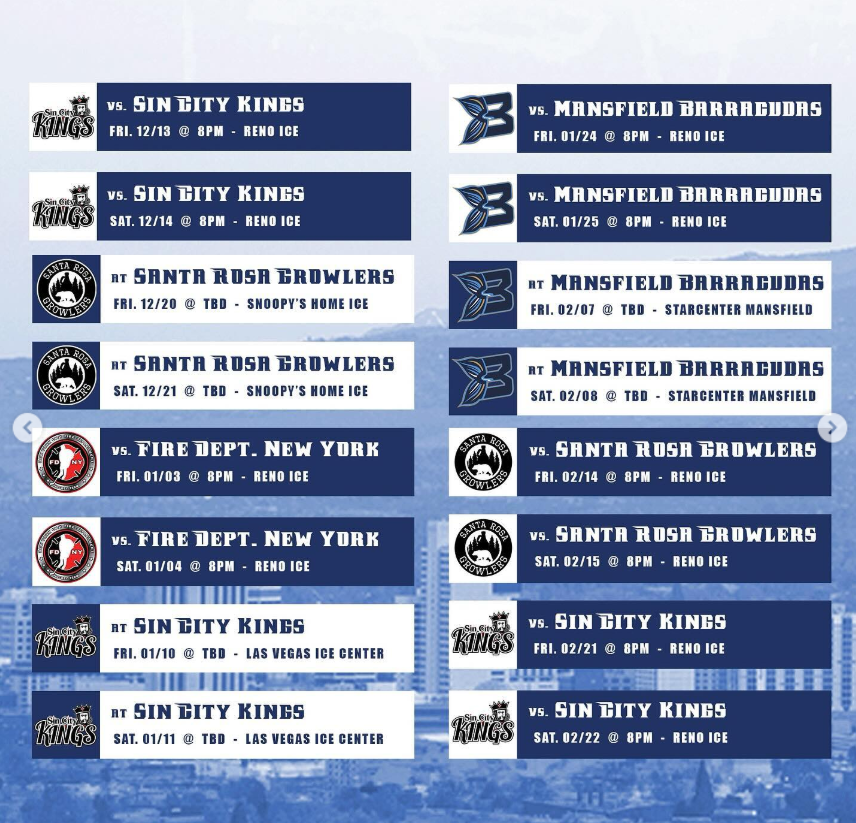 Sin City KINGS
VS. SIN CITY KINGS
FRI. 12/13 @ 8PM - RENO ICE
Sin City KINGS
VS. SIN CITY KINGS
SAT. 12/14 @ 8PM - RENO ICE
SANTA ROSA GROWLERS
AT SANTA ROSA GROWLERS
FRI. 12/20 @ TBD - SNOOPY'S HOME ICE
SANTA ROSA GROWLERS
AT SANTA ROSA GROWLERS
SAT. 12/21 @ TBD - SNOOPY'S HOME ICE
FD NY
VS. FIRE DEPT. NEW YORK
FRI. 01/03 @ 8PM - RENO ICE
FD NY
VS. FIRE DEPT. NEW YORK
SAT. 01/04 @ 8PM - RENO ICE
Sin City KINGS
AT SIN CITY KINGS
FRI. 01/10 @ TBD - LAS VEGAS ICE CENTER
Sin City KINGS
AT SIN CITY KINGS
SAT. 01/11 @ TBD - LAS VEGAS ICE CENTER
B
VS. MANSFIELD BARRACUDAS
FRI. 01/24 @ 8PM - RENO ICE
B
VS. MANSFIELD BARRACUDAS
SAT. 01/25 @ 8PM - RENO ICE
B
AT MANSFIELD BARRACUDAS
FRI. 02/07 @ TBD - STARCENTER MANSFIELD
B
AT MANSFIELD BARRACUDAS
SAT. 02/08 @ TBD - STARCENTER MANSFIELD
SANTA ROSA GROWLERS
VS. SANTA ROSA GROWLERS
FRI. 02/14 @ 8PM - RENO ICE
SANTA ROSA GROWLERS
VS. SANTA ROSA GROWLERS
SAT. 02/15 @ 8PM - RENO ICE
Sin City KINGS
VS. SIN CITY KINGS
FRI. 02/21 @ 8PM - RENO ICE
Sin City KINGS
VS. SIN CITY KINGS
SAT. 02/22 @ 8PM - RENO ICE